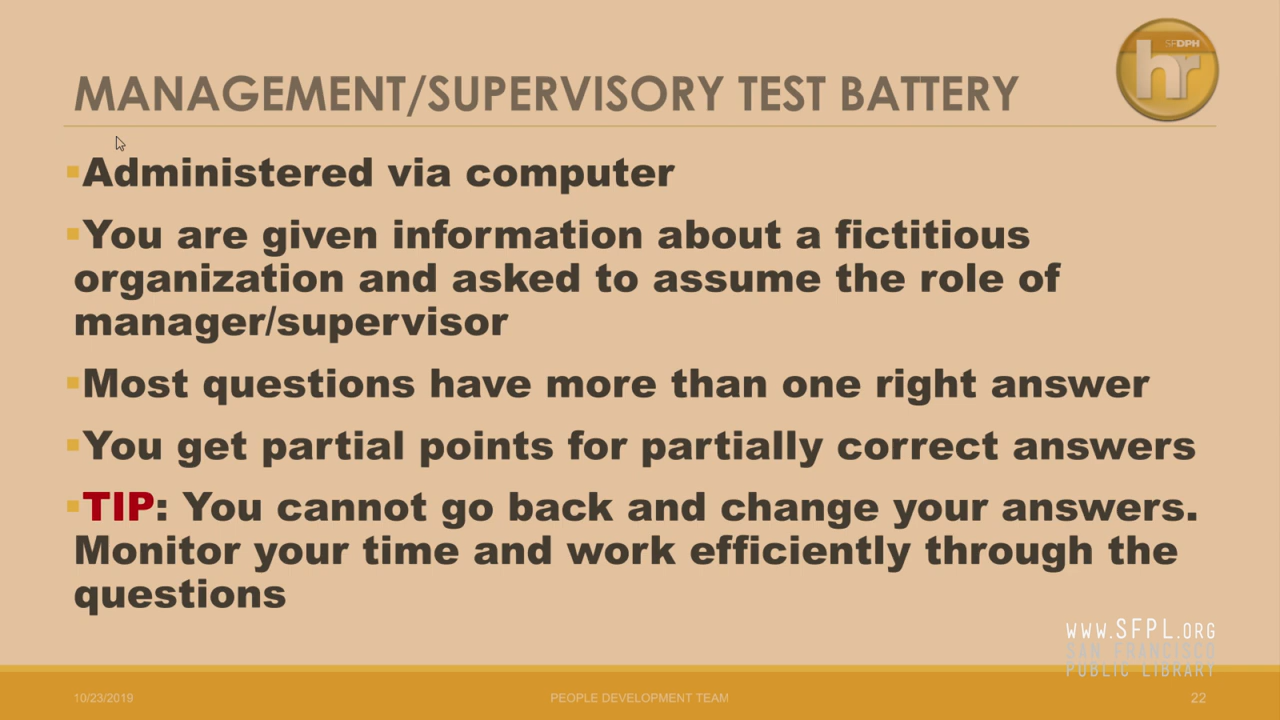 SFDPH
hr
MANAGEMENT/SUPERVISORY TEST BATTERY
Administered via computer
You are given information about a fictitious
organization and asked to assume the role of
manager/supervisor
Most questions have more than one right answer
You get partial points for partially correct answers
TIP: You cannot go back and change your answers.
Monitor your time and work efficiently through the
questions
WWW.SFPL.ORG
SAN FRANCISCO
PUBLIC LIBRARY
10/23/2019
PEOPLE DEVELOPMENT TEAM
22